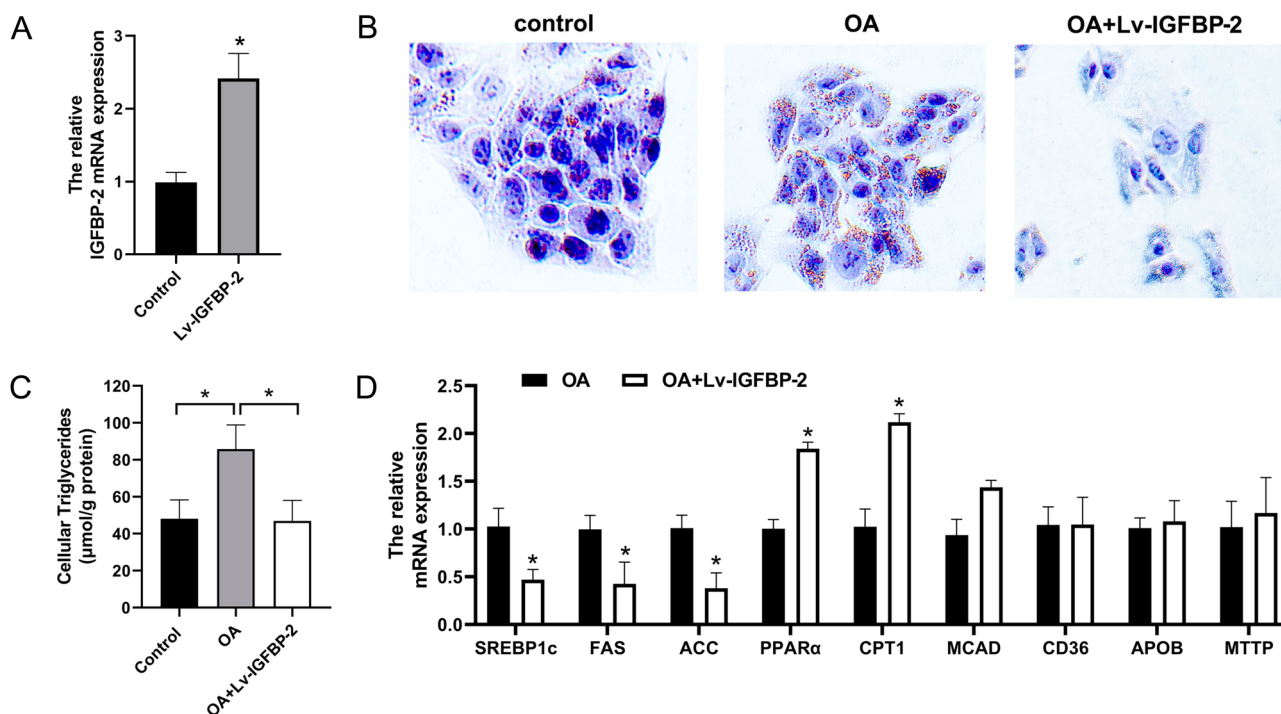 A
The relative
IGFBP-2 mRNA expression
3
2
1
0
*
Control
Lv-IGFBP-2
B
control
OA
OA+Lv-IGFBP-2
C
Cellular Triglycerides
(μmol/g protein)
120
100
80
60
40
20
0
*
*
Control
OA
OA+Lv-IGFBP-2
D
OA
OA+Lv-IGFBP-2
The relative
mRNA expression
2.5
2.0
1.5
1.0
0.5
0.0
*
*
*
*
*
SREBP1c
FAS
ACC
PPARα
CPT1
MCAD
CD36
APOB
MTTP